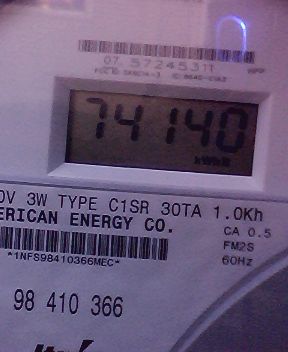 07 57245311
74140
kWh
0V 3W TYPE C1SR 30TA 1.0Kh
ERICAN ENERGY CO.
CA 0.5
FM2S
60Hz
*1NFS98410366MEC*
98 410 366